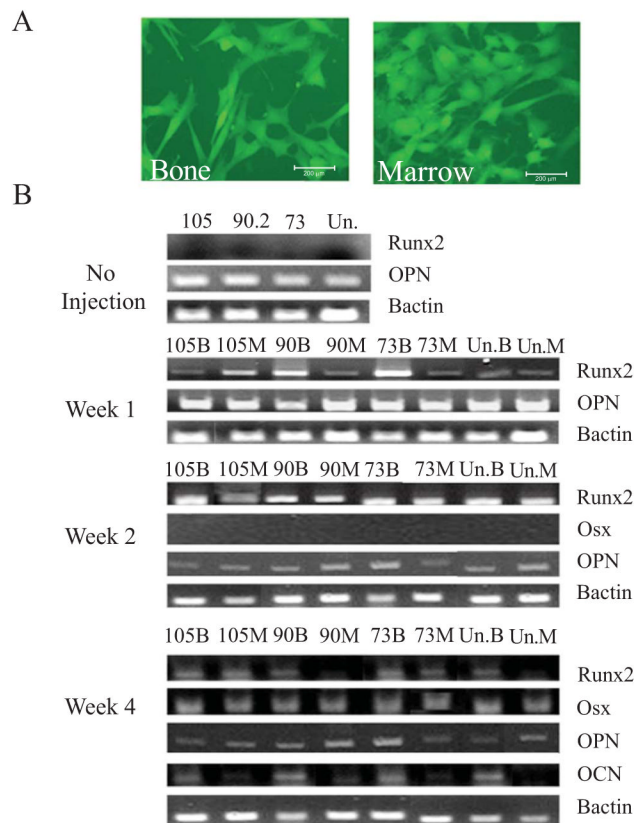 A
Bone
200 µm
Marrow
200 µm
B
105 90.2 73 Un.
No
Injection
Runx2
OPN
Bactin
105B 105M 90B 90M 73B 73M Un.B Un.M
Week 1
Runx2
OPN
Bactin
105B 105M 90B 90M 73B 73M Un.B Un.M
Week 2
Runx2
Osx
OPN
Bactin
105B 105M 90B 90M 73B 73M Un.B Un.M
Week 4
Runx2
Osx
OPN
OCN
Bactin